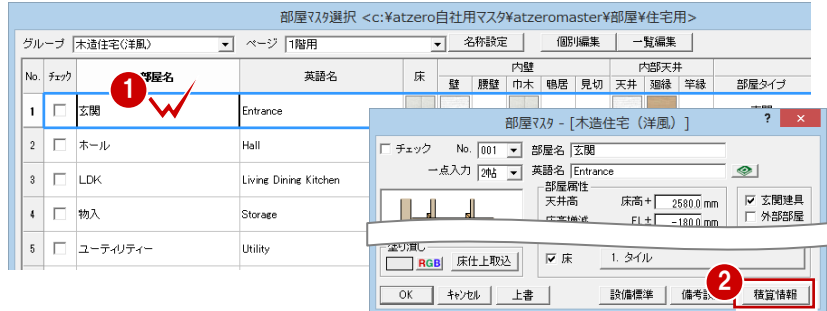 部屋ﾏｽﾀ選択 <c:¥atzero自社用マスタ¥atzeromaster¥部屋¥住宅用>
グループ 木造住宅(洋風) ページ 1階用 名称設定 個別編集 一覧編集
No. ﾁｪｯｸ 部屋名 英語名 床 内壁 内部天井
壁 腰壁 巾木 鴨居 見切 天井 廻縁 竿縁 部屋タイプ
1 玄関 Entrance
2 ホール Hall
3 LDK Living Dining Kitchen
4 物入 Storage
5 ユーティリティー Utility
1
部屋ﾏｽﾀ - [木造住宅（洋風）] ? ×
チェック No. 001 部屋名 玄関
一点入力 2帖 英語名 Entrance
部屋属性
天井高 床高+ 2580.0 mm 玄関建具
FL± -180.0 mm 外部部屋
塗り潰し
RGB 床仕上取込 床 1. タイル
2
OK ｷｬﾝｾﾙ 上書 設備標準 積算情報